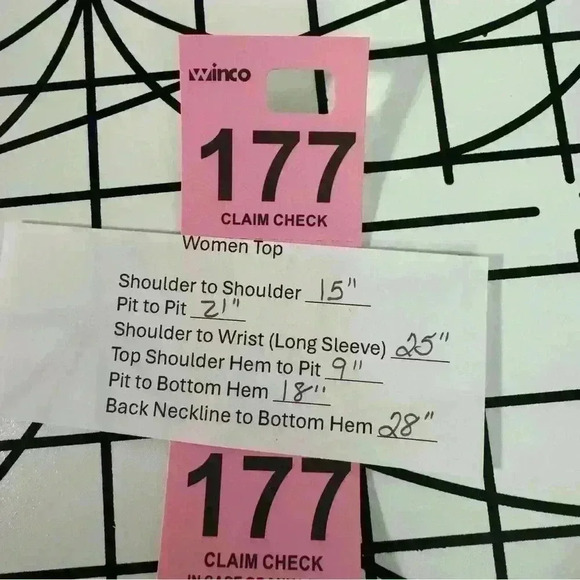 Winco
177
CLAIM CHECK
Women Top
Shoulder to Shoulder 15"
Pit to Pit 21"
Shoulder to Wrist (Long Sleeve) 25"
Top Shoulder Hem to Pit 9"
Pit to Bottom Hem 18"
Back Neckline to Bottom Hem 28"
177
CLAIM CHECK